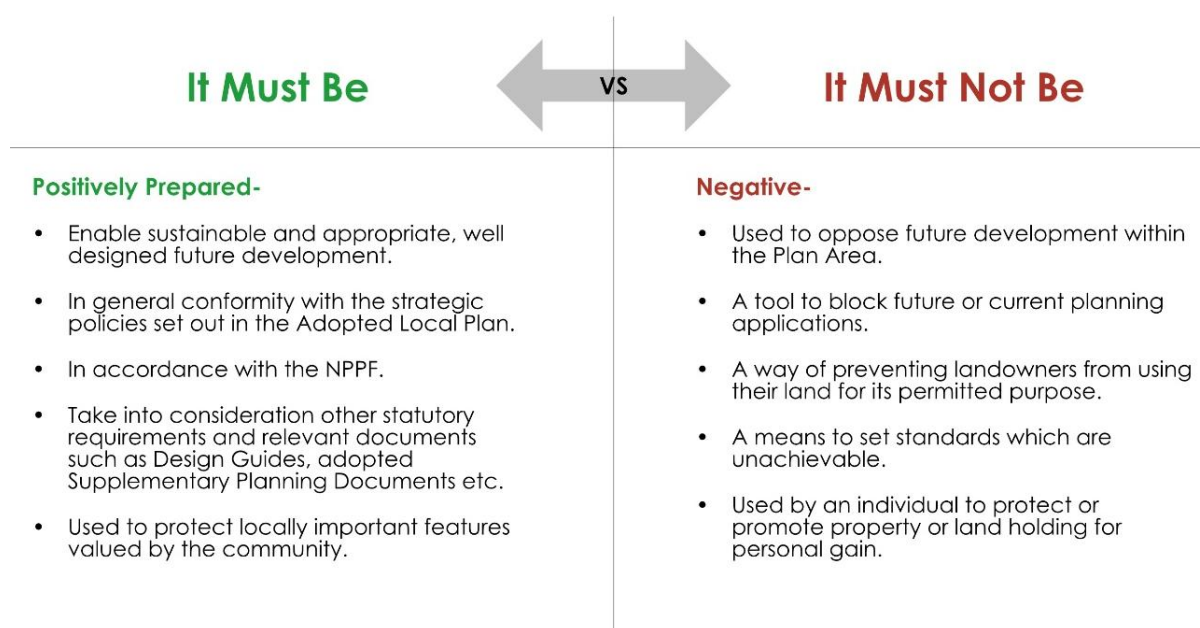 It Must Be
VS
It Must Not Be
Positively Prepared-
• Enable sustainable and appropriate, well
designed future development.
• In general conformity with the strategic
policies set out in the Adopted Local Plan.
• In accordance with the NPPF.
• Take into consideration other statutory
requirements and relevant documents
such as Design Guides, adopted
Supplementary Planning Documents etc.
• Used to protect locally important features
valued by the community.
Negative-
• Used to oppose future development within
the Plan Area.
• A tool to block future or current planning
applications.
• A way of preventing landowners from using
their land for its permitted purpose.
• A means to set standards which are
unachievable.
• Used by an individual to protect or
promote property or land holding for
personal gain.